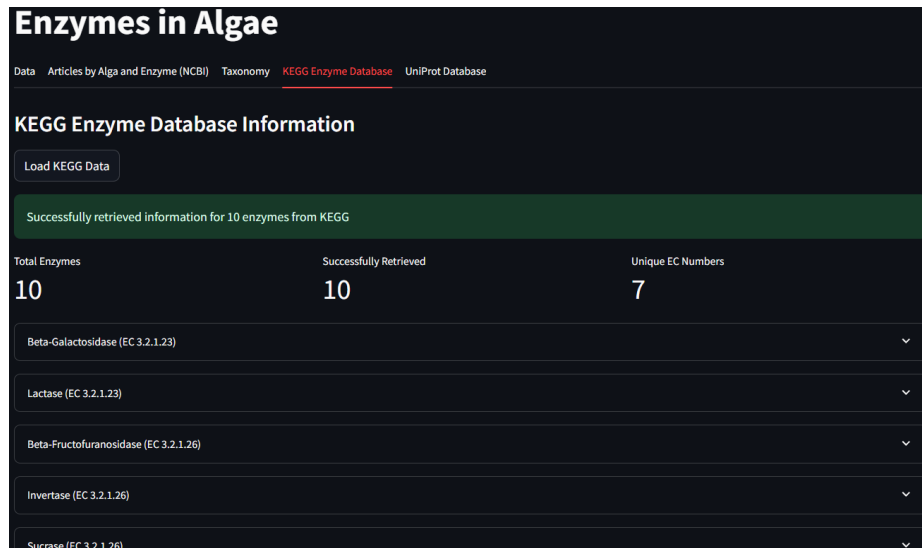 Enzymes in Algae
Data Articles by Alga and Enzyme (NCBI) Taxonomy KEGG Enzyme Database UniProt Database
KEGG Enzyme Database Information
Load KEGG Data
Successfully retrieved information for 10 enzymes from KEGG
Total Enzymes Successfully Retrieved Unique EC Numbers
10 10 7
Beta-Galactosidase (EC 3.2.1.23)
Lactase (EC 3.2.1.23)
Beta-Fructofuranosidase (EC 3.2.1.26)
Invertase (EC 3.2.1.26)
Sucrase (EC 3.2.1.26)